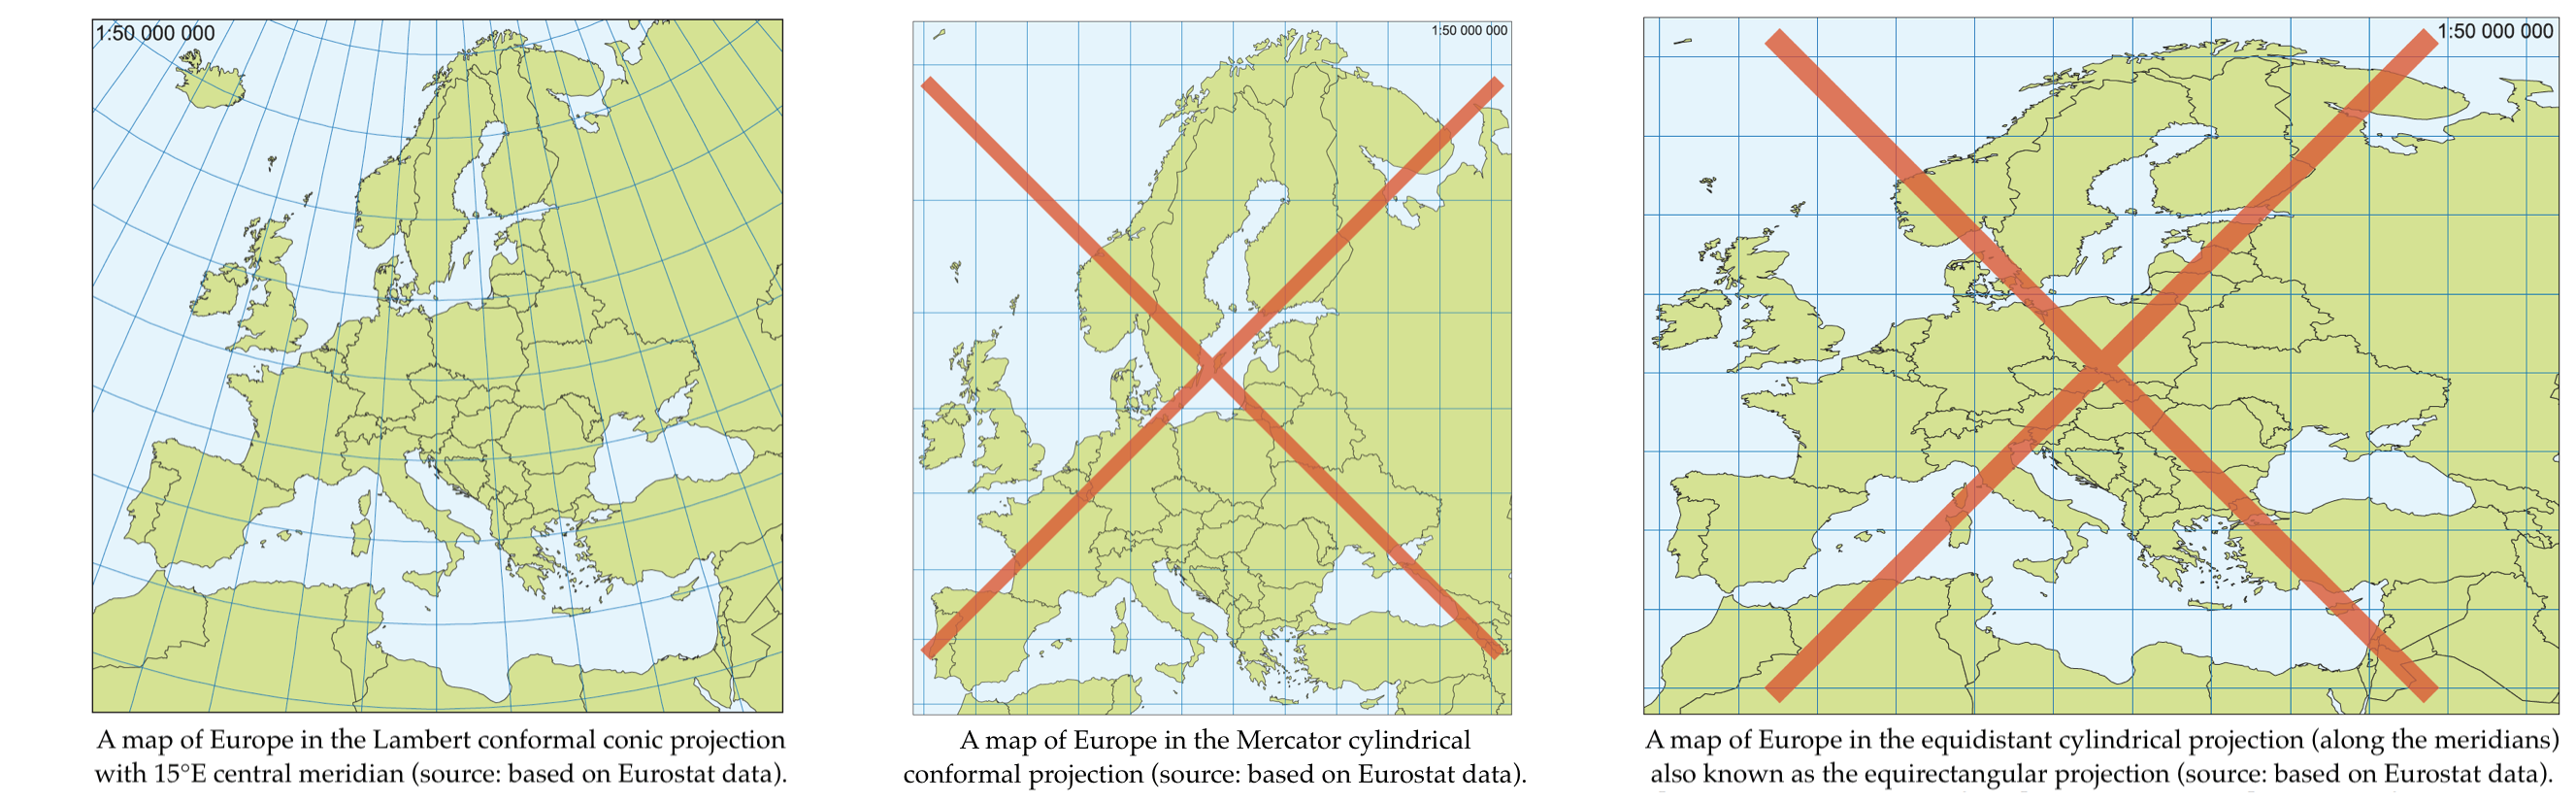 1:50 000 000
1:50 000 000
1:50 000 000
A map of Europe in the Lambert conformal conic projection
with 15°E central meridian (source: based on Eurostat data).
A map of Europe in the Mercator cylindrical
conformal projection (source: based on Eurostat data).
A map of Europe in the equidistant cylindrical projection (along the meridians)
also known as the equirectangular projection (source: based on Eurostat data).